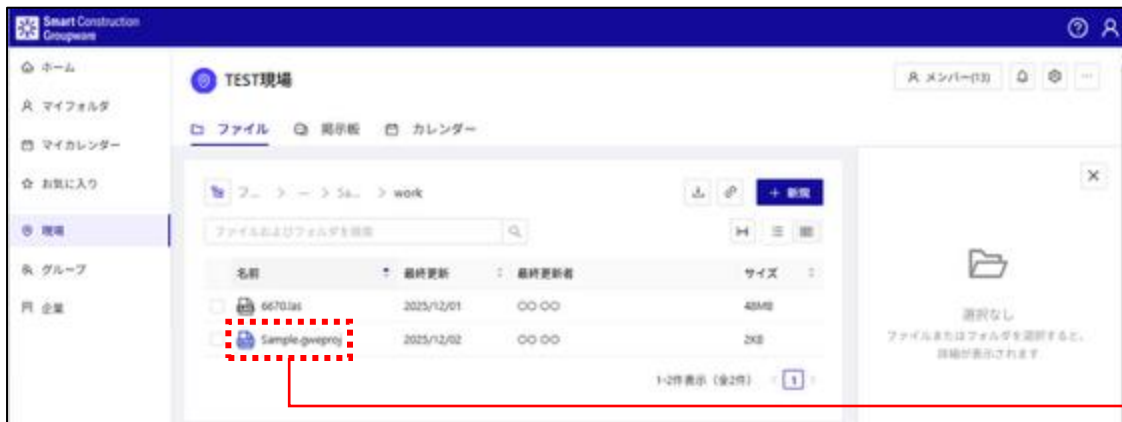 Smart Construction
Groupware
ホーム
マイフォルダ
マイカレンダー
お気に入り
現場
グループ
企業
TEST現場
メンバー(13)
ファイル 掲示板 カレンダー
フ... > ... > Sa... > work
+ 新規
ファイルおよびフォルダを検索
名前 最終更新 最終更新者 サイズ
6670.las 2025/12/01 〇〇 〇〇 48MB
Sample.gweproj 2025/12/02 〇〇 〇〇 2KB
1-2件表示（全2件） 1
選択なし
ファイルまたはフォルダを選択すると、
詳細が表示されます